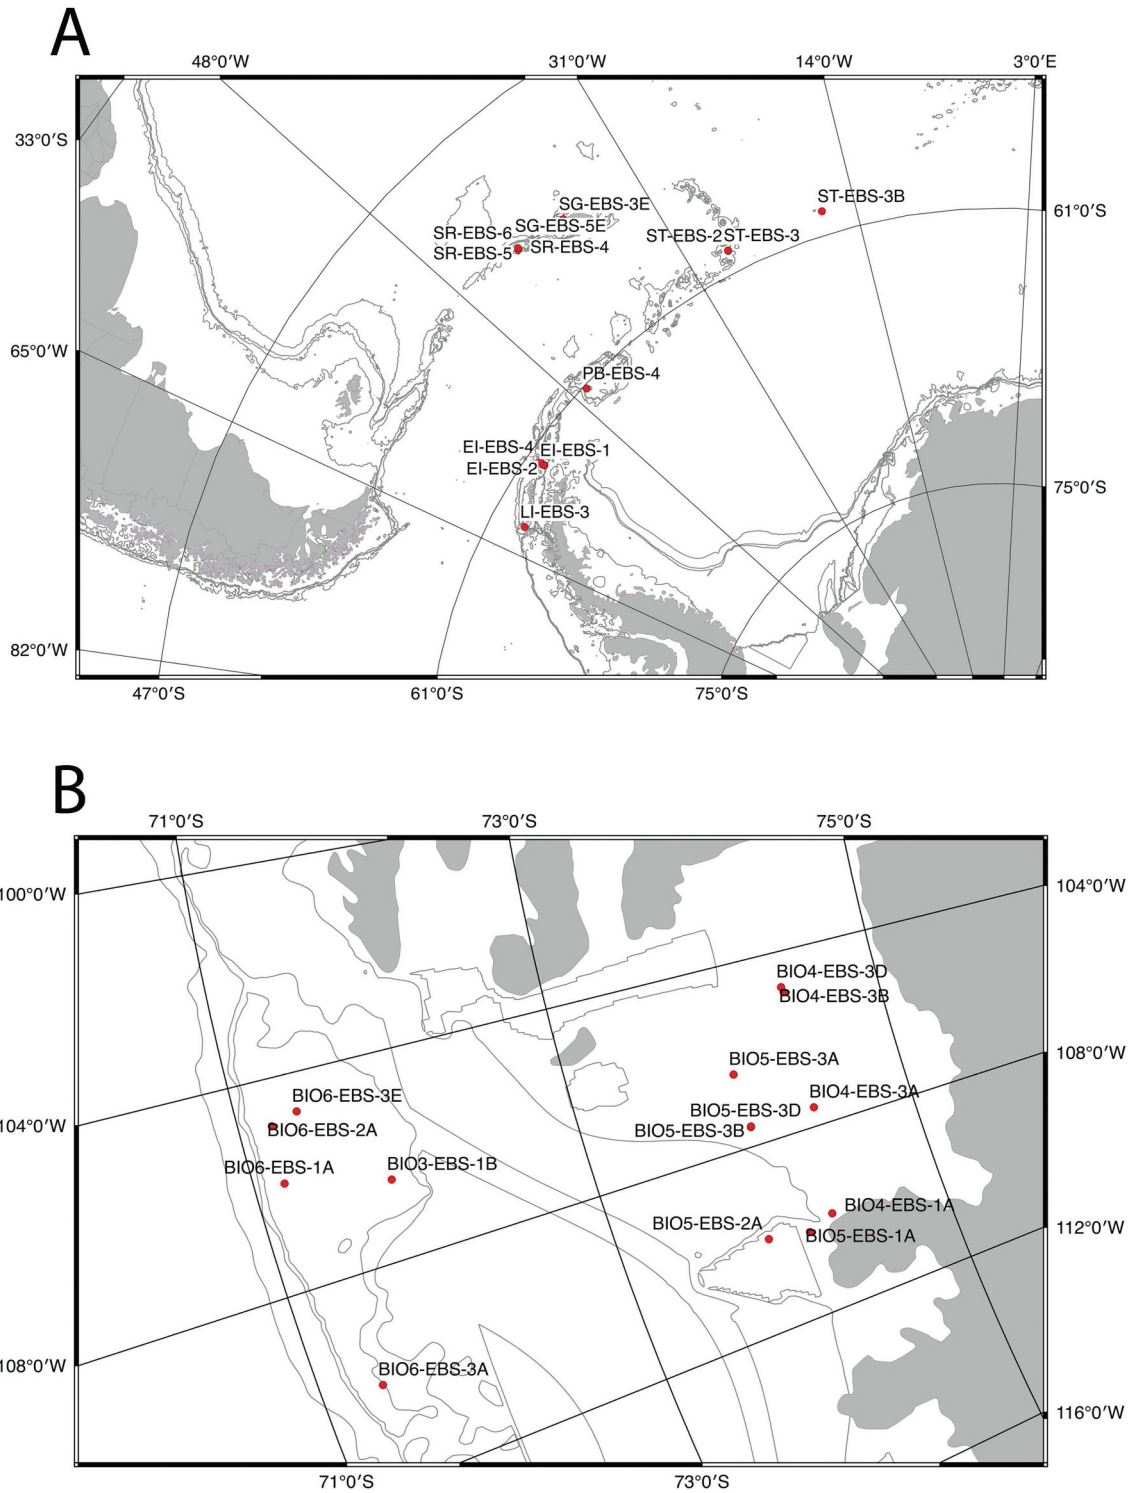 A
48°0′W 31°0′W 14°0′W 3°0′E
33°0′S
SG-EBS-3E
ST-EBS-3B
61°0′S
SR-EBS-6 SG-EBS-5E
ST-EBS-2 ST-EBS-3
SR-EBS-5 SR-EBS-4
65°0′W
PB-EBS-4
EI-EBS-4 EI-EBS-1
EI-EBS-2
75°0′S
LI-EBS-3
82°0′W
47°0′S 61°0′S 75°0′S
B
71°0′S 73°0′S 75°0′S
100°0′W
104°0′W
BIO4-EBS-3D
BIO4-EBS-3B
108°0′W
BIO5-EBS-3A
BIO6-EBS-3E
BIO4-EBS-3A
104°0′W
BIO6-EBS-2A
BIO5-EBS-3D
BIO5-EBS-3B
BIO6-EBS-1A
BIO3-EBS-1B
BIO4-EBS-1A
BIO5-EBS-2A
112°0′W
BIO5-EBS-1A
108°0′W
BIO6-EBS-3A
116°0′W
71°0′S 73°0′S